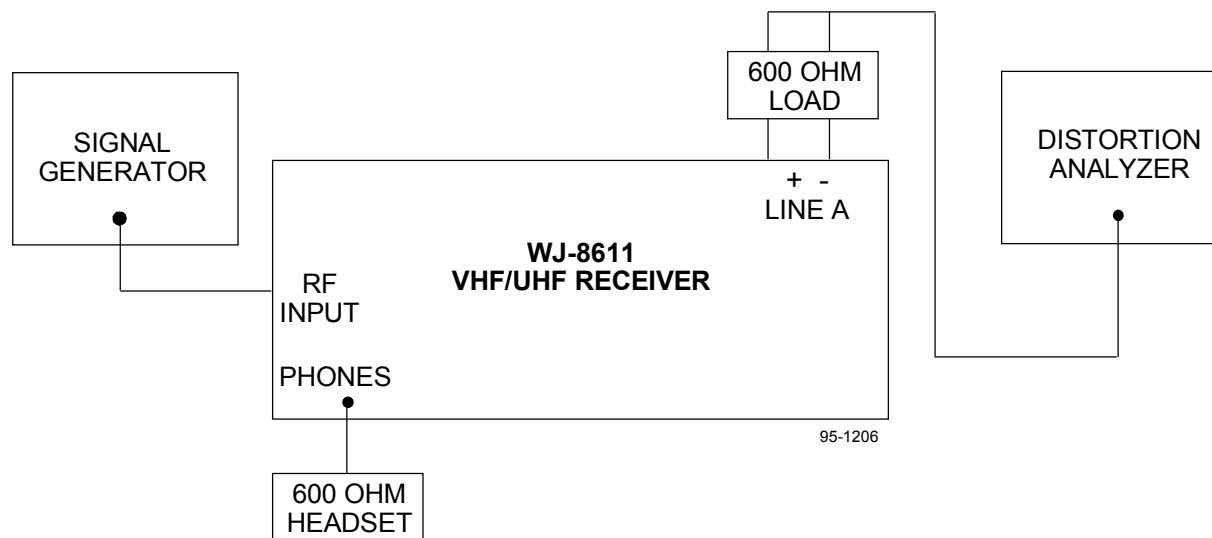 600 OHM
LOAD
SIGNAL
GENERATOR
DISTORTION
ANALYZER
+ -
LINE A
WJ-8611
VHF/UHF RECEIVER
RF
INPUT
PHONES
95-1206
600 OHM
HEADSET